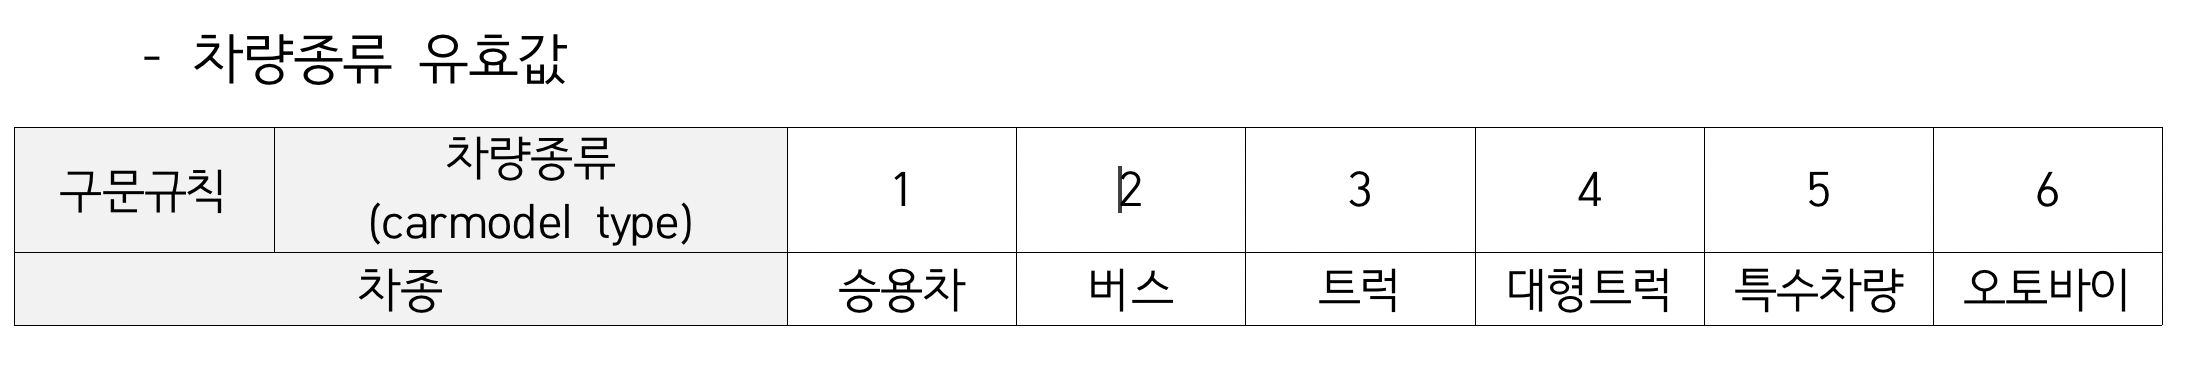 - 차량종류 유효값
구문규칙 차량종류 (carmodel type) 1 2 3 4 5 6
차종 승용차 버스 트럭 대형트럭 특수차량 오토바이